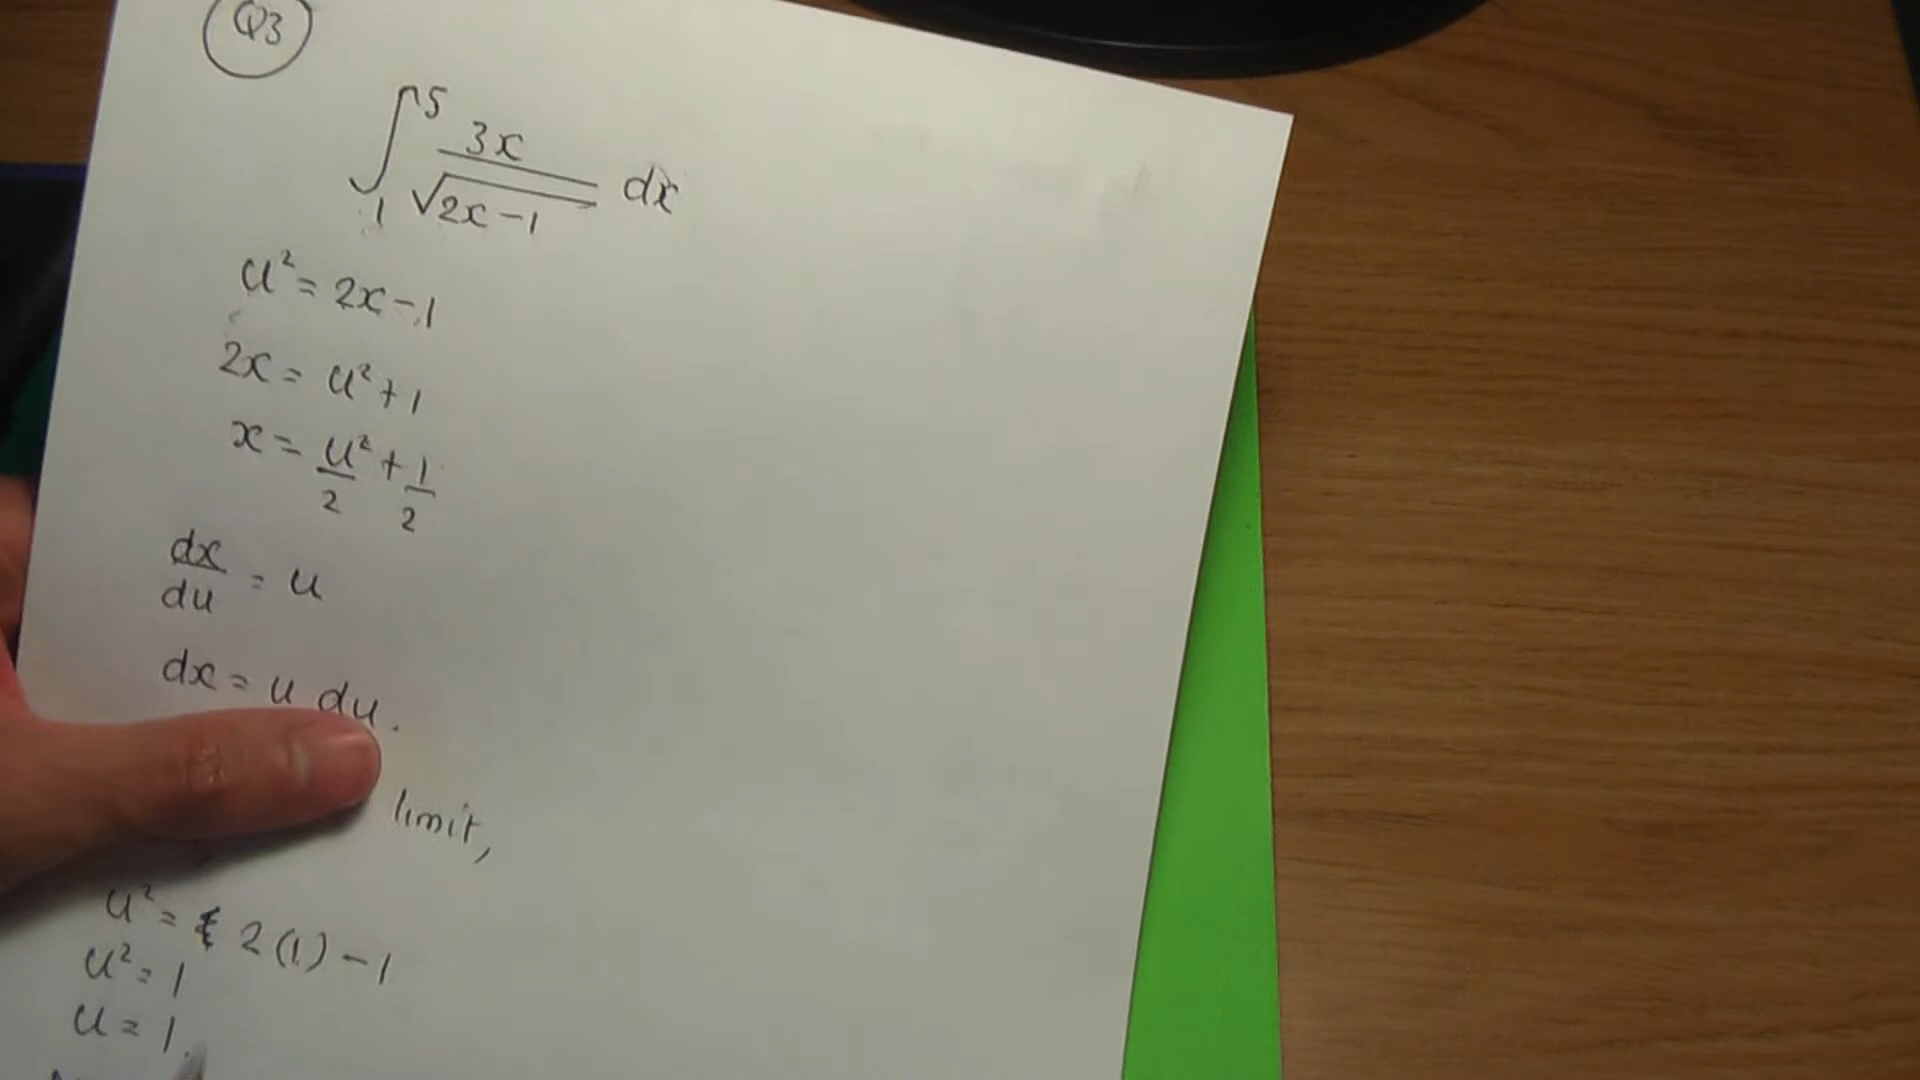 Q3
∫₁⁵ 3x/√(2x-1) dx
u² = 2x-1
2x = u² + 1
x = u²/2 + 1/2
dx/du = u
dx = u du.
limit,
u² = 2(1) - 1
u² = 1
u = 1.